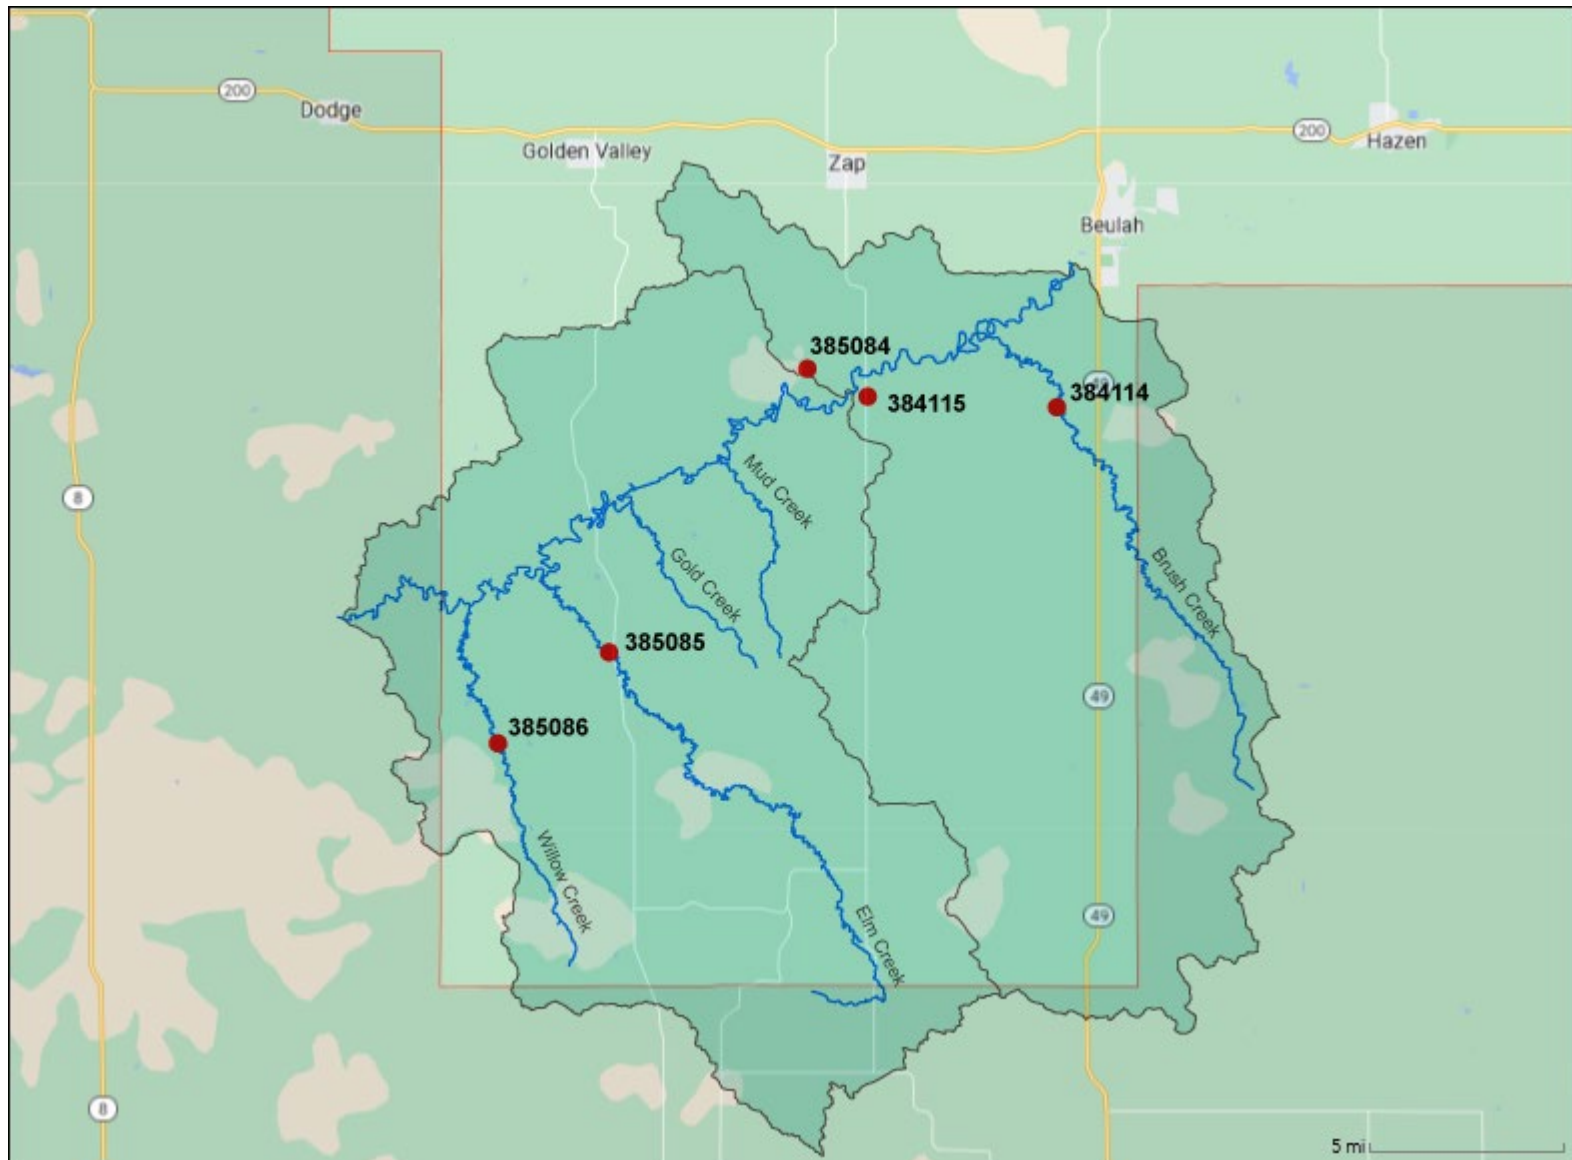 200
Dodge
Golden Valley
Zap
200
Hazen
Beulah
385084
384115
49
384114
8
Mud Creek
Gold Creek
Brush Creek
385085
385086
49
Willow Creek
Elm Creek
49
8
5 mi